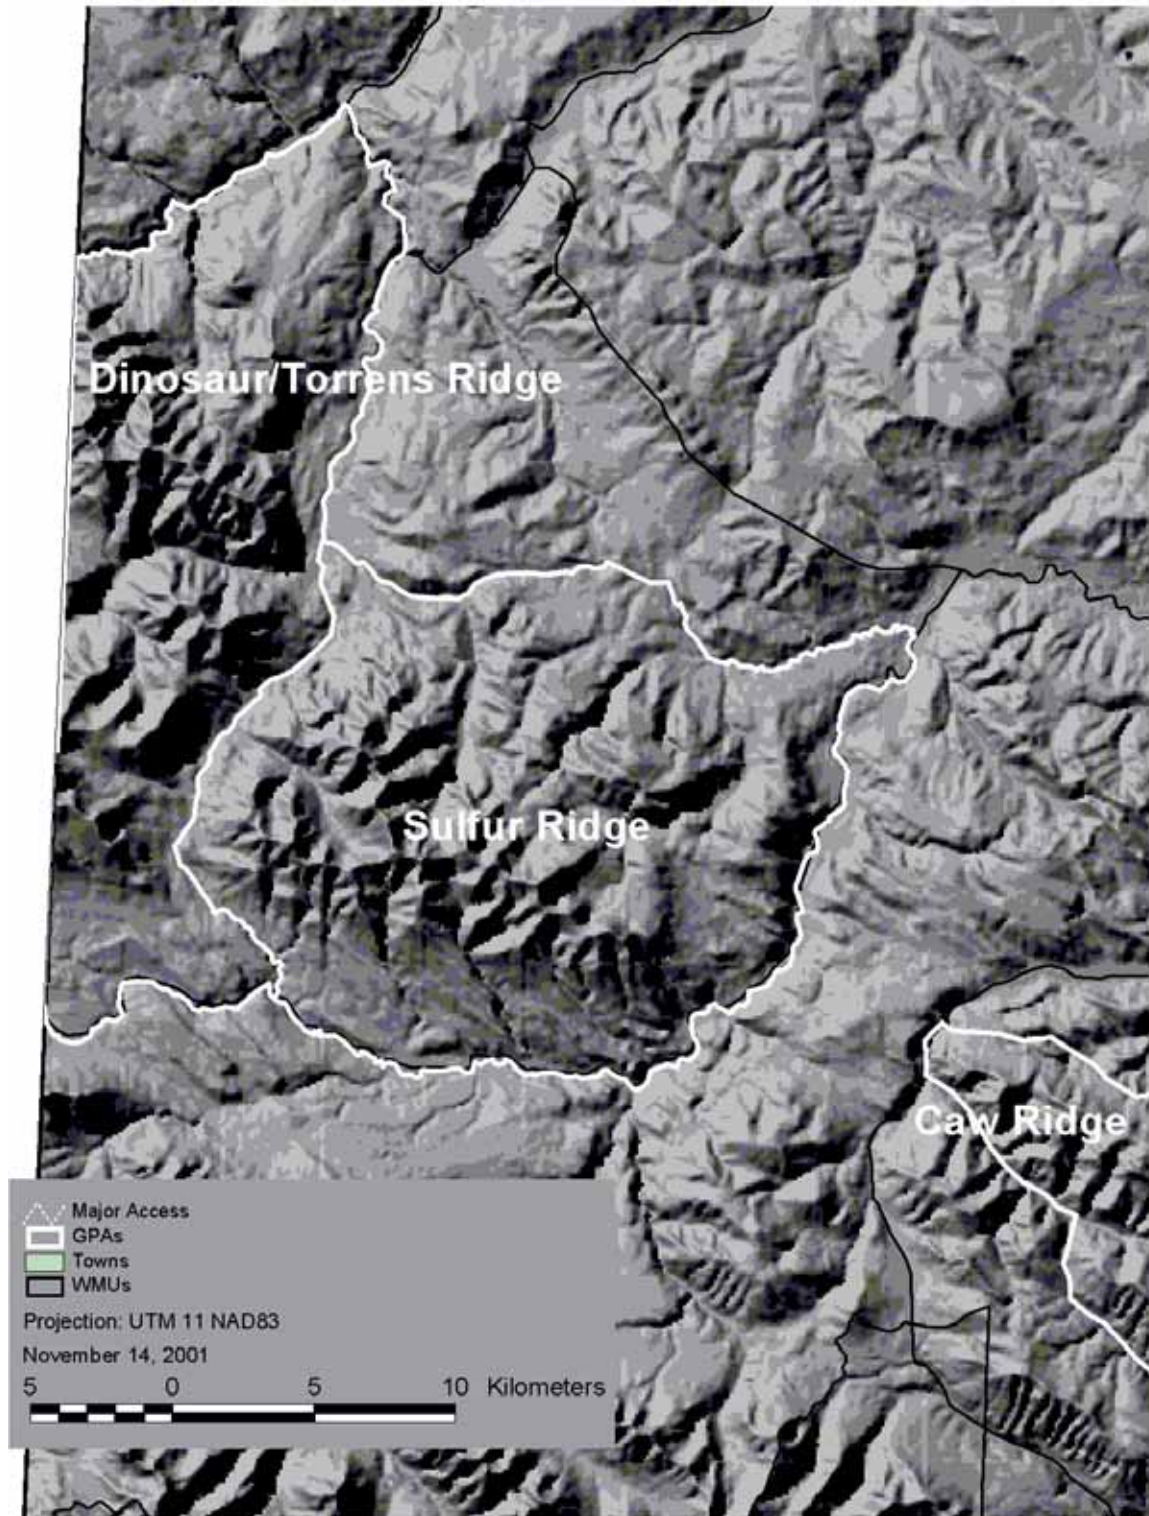 Dinosaur/Torrens Ridge
Sulfur Ridge
Caw Ridge
Major Access
GPAs
Towns
WMUs
Projection: UTM 11 NAD83
November 14, 2001
5 0 5 10 Kilometers